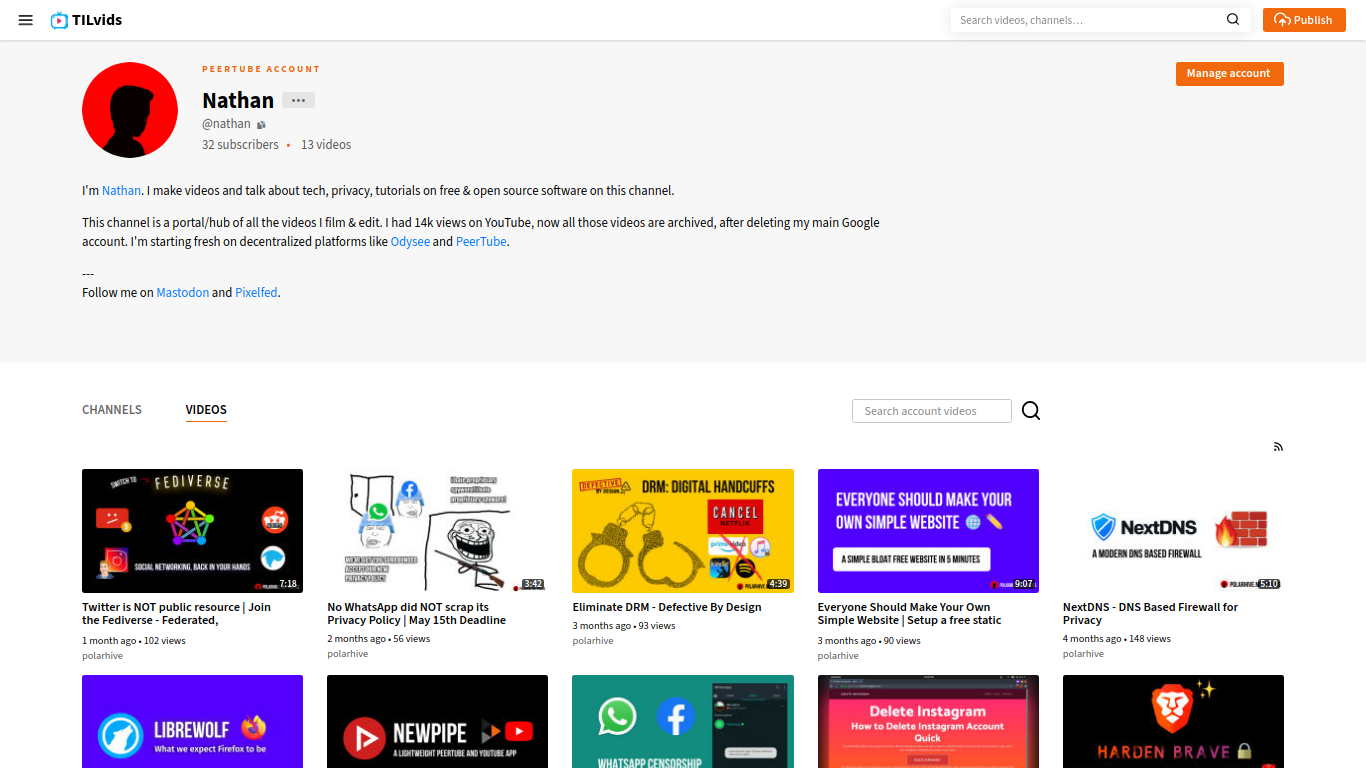 TILvids
Search videos, channels...
Publish
PEERTUBE ACCOUNT
Manage account
Nathan
@nathan
32 subscribers • 13 videos
I'm Nathan. I make videos and talk about tech, privacy, tutorials on free & open source software on this channel.
This channel is a portal/hub of all the videos I film & edit. I had 14k views on YouTube, now all those videos are archived, after deleting my main Google
account. I'm starting fresh on decentralized platforms like Odysee and PeerTube.
---
Follow me on Mastodon and Pixelfed.
CHANNELS
VIDEOS
Search account videos
SWITCH TO
FEDIVERSE
SOCIAL NETWORKING, BACK IN YOUR HANDS
7:18
Twitter is NOT public resource | Join
the Fediverse - Federated,
1 month ago • 102 views
polarhive
3:42
No WhatsApp did NOT scrap its
Privacy Policy | May 15th Deadline
2 months ago • 56 views
polarhive
DEFECTIVE
BY DESIGN
DRM: DIGITAL HANDCUFFS
CANCEL
NETFLIX
prime video
kindle
Spotify
4:39
Eliminate DRM - Defective By Design
3 months ago • 93 views
polarhive
EVERYONE SHOULD MAKE YOUR
OWN SIMPLE WEBSITE
A SIMPLE BLOAT FREE WEBSITE IN 5 MINUTES
9:07
Everyone Should Make Your Own
Simple Website | Setup a free static
3 months ago • 90 views
polarhive
NextDNS
A MODERN DNS BASED FIREWALL
5:10
NextDNS - DNS Based Firewall for
Privacy
4 months ago • 148 views
polarhive
LIBREWOLF
What we expect Firefox to be
NEWPIPE
A LIGHTWEIGHT PEERTUBE AND YOUTUBE APP
WHATSAPP CENSORSHIP
Delete Instagram
How to Delete Instagram Account
Quick
HARDEN BRAVE